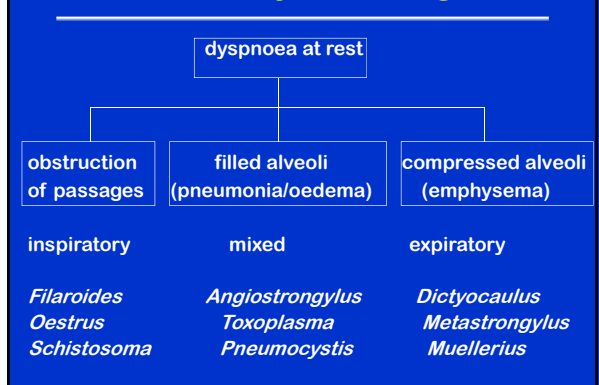 dyspnoea at rest
obstruction
of passages
filled alveoli
(pneumonia/oedema)
compressed alveoli
(emphysema)
inspiratory
mixed
expiratory
Filaroides
Angiostrongylus
Dictyocaulus
Oestrus
Toxoplasma
Metastrongylus
Schistosoma
Pneumocystis
Muellerius